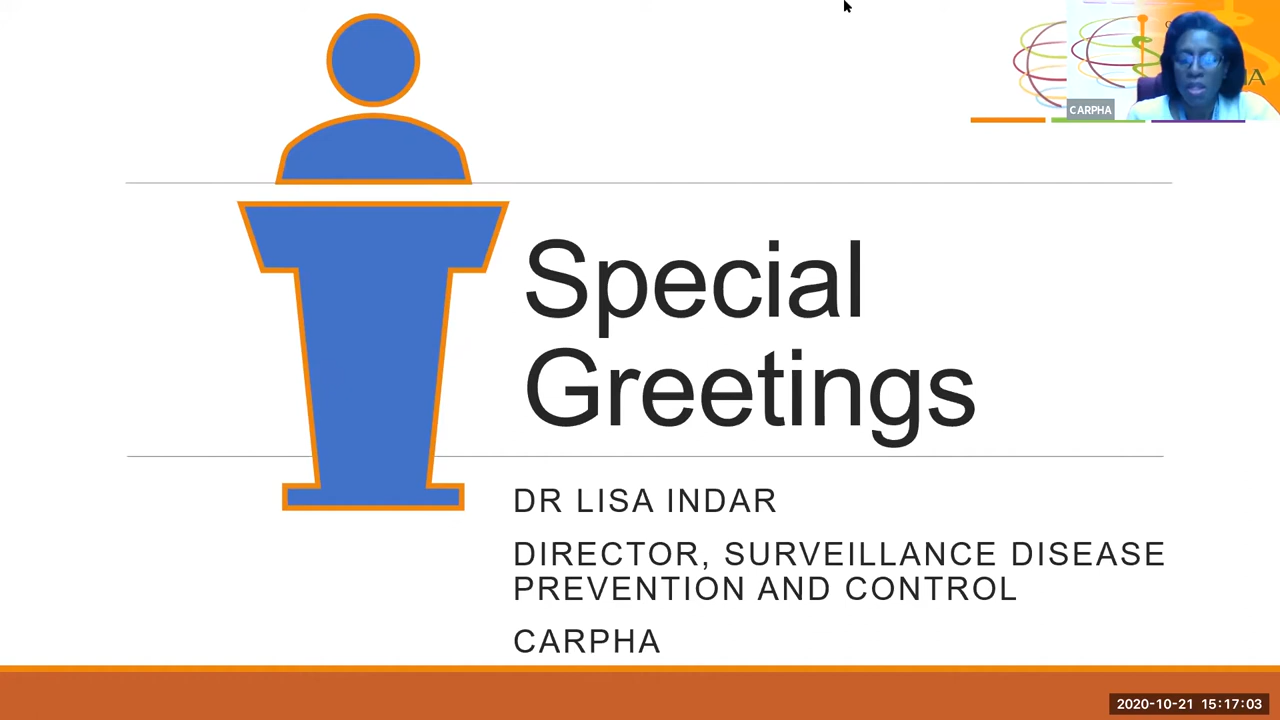 CARPHA
Special
Greetings
DR LISA INDAR
DIRECTOR, SURVEILLANCE DISEASE
PREVENTION AND CONTROL
CARPHA
2020-10-21 15:17:03